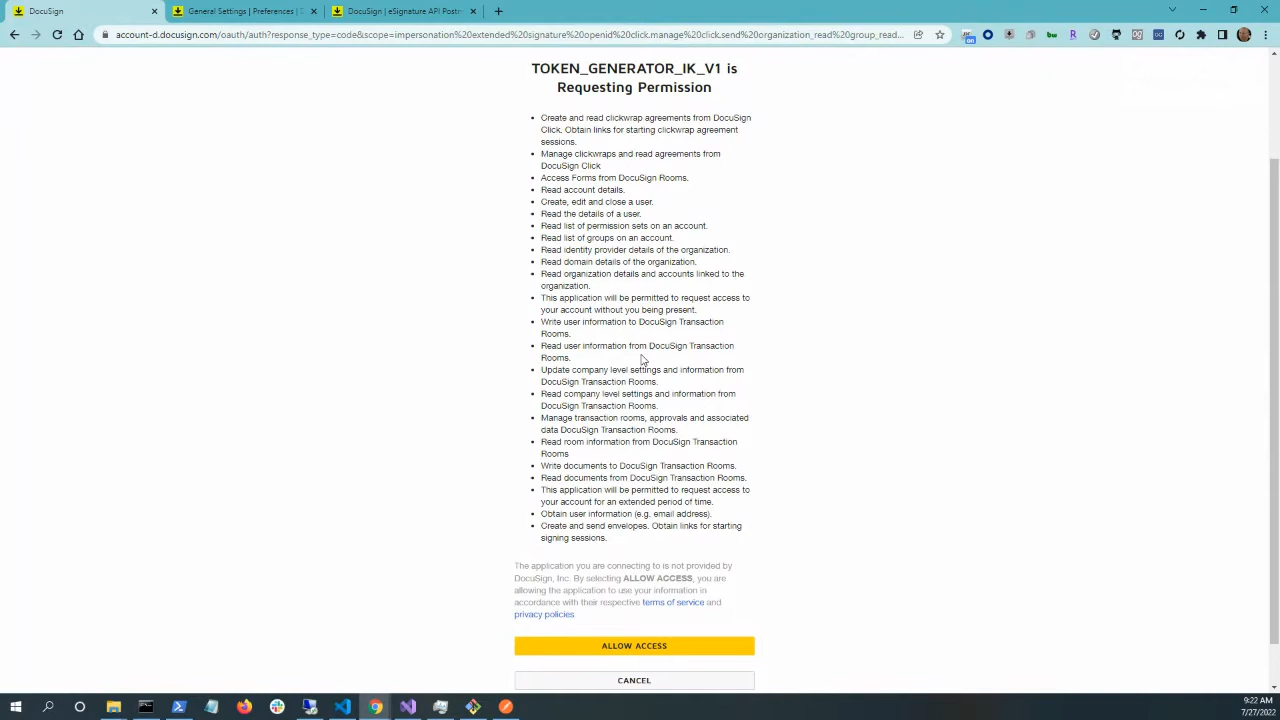 DocuSign
General Settings | Preferences | D
DocuSign | eSignature API Postm
account-d.docusign.com/oauth/auth?response_type=code&scope=impersonation%20extended%20signature%20openid%20click.manage%20click.send%20organization_read%20group_read...
TOKEN_GENERATOR_IK_V1 is
Requesting Permission
• Create and read clickwrap agreements from DocuSign
Click. Obtain links for starting clickwrap agreement
sessions.
• Manage clickwraps and read agreements from
DocuSign Click
• Access Forms from DocuSign Rooms.
• Read account details.
• Create, edit and close a user.
• Read the details of a user.
• Read list of permission sets on an account.
• Read list of groups on an account.
• Read identity provider details of the organization.
• Read domain details of the organization.
• Read organization details and accounts linked to the
organization.
• This application will be permitted to request access to
your account without you being present.
• Write user information to DocuSign Transaction
Rooms.
• Read user information from DocuSign Transaction
Rooms.
• Update company level settings and information from
DocuSign Transaction Rooms.
• Read company level settings and information from
DocuSign Transaction Rooms.
• Manage transaction rooms, approvals and associated
data DocuSign Transaction Rooms.
• Read room information from DocuSign Transaction
Rooms
• Write documents to DocuSign Transaction Rooms.
• Read documents from DocuSign Transaction Rooms.
• This application will be permitted to request access to
your account for an extended period of time.
• Obtain user information (e.g. email address).
• Create and send envelopes. Obtain links for starting
signing sessions.
The application you are connecting to is not provided by
DocuSign, Inc. By selecting ALLOW ACCESS, you are
allowing the application to use your information in
accordance with their respective terms of service and
privacy policies
ALLOW ACCESS
CANCEL
9:22 AM
7/27/2022